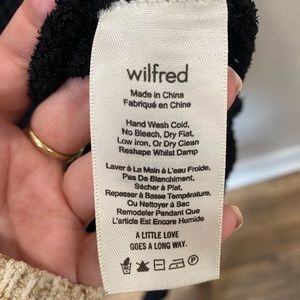 wilfred
Made in China
Fabriqué en Chine
Hand Wash Cold,
No Bleach, Dry Flat,
Low iron, Or Dry Clean
Reshape Whilst Damp
Laver à La Main à L'eau Froide,
Pas De Blanchiment,
Sécher à Plat,
Repasser à Basse Température,
Ou Nettoyer à Sec
Remodeler Pendant Que
L'article Est Encore Humide
A LITTLE LOVE
GOES A LONG WAY.